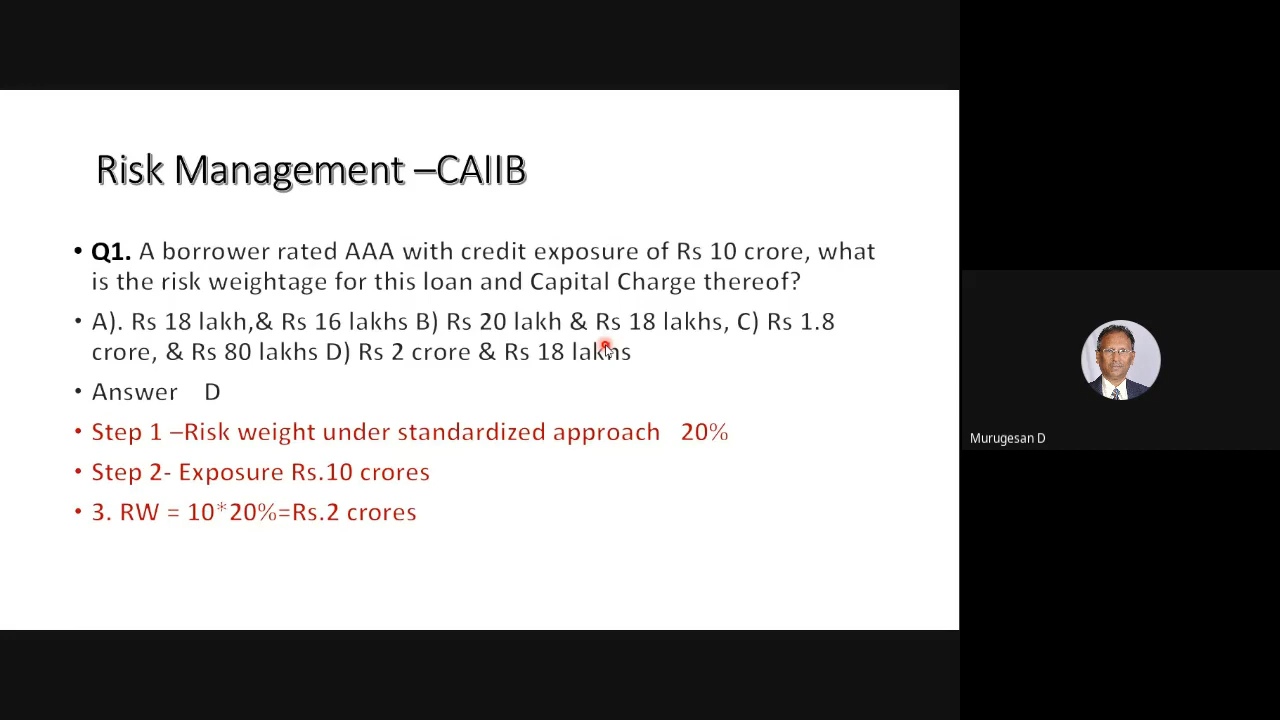 Risk Management –CAIIB
• Q1. A borrower rated AAA with credit exposure of Rs 10 crore, what
is the risk weightage for this loan and Capital Charge thereof?
• A). Rs 18 lakh,& Rs 16 lakhs B) Rs 20 lakh & Rs 18 lakhs, C) Rs 1.8
crore, & Rs 80 lakhs D) Rs 2 crore & Rs 18 lakhs
• Answer D
• Step 1 –Risk weight under standardized approach 20%
• Step 2- Exposure Rs.10 crores
• 3. RW = 10*20%=Rs.2 crores
Murugesan D